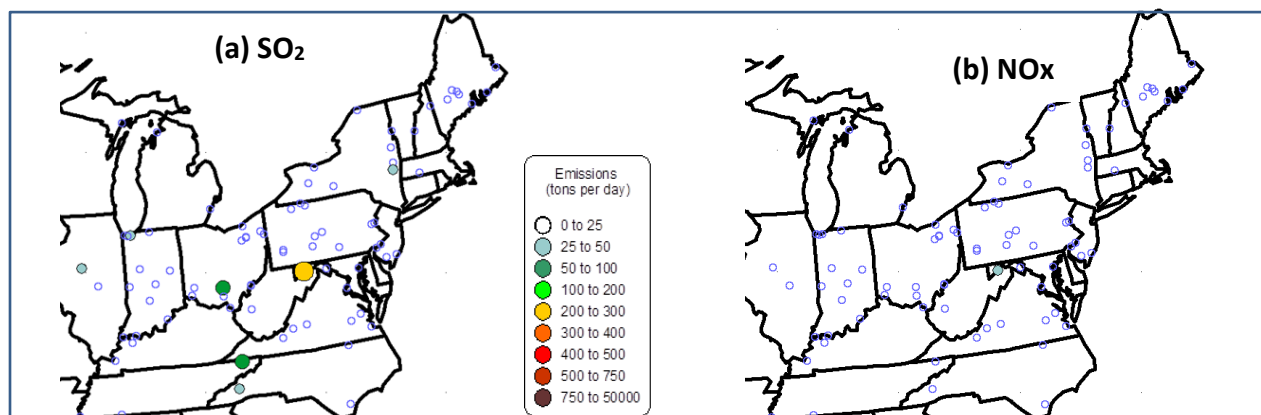 (a) SO₂
(b) NOx
Emissions
(tons per day)
0 to 25
25 to 50
50 to 100
100 to 200
200 to 300
300 to 400
400 to 500
500 to 750
750 to 50000